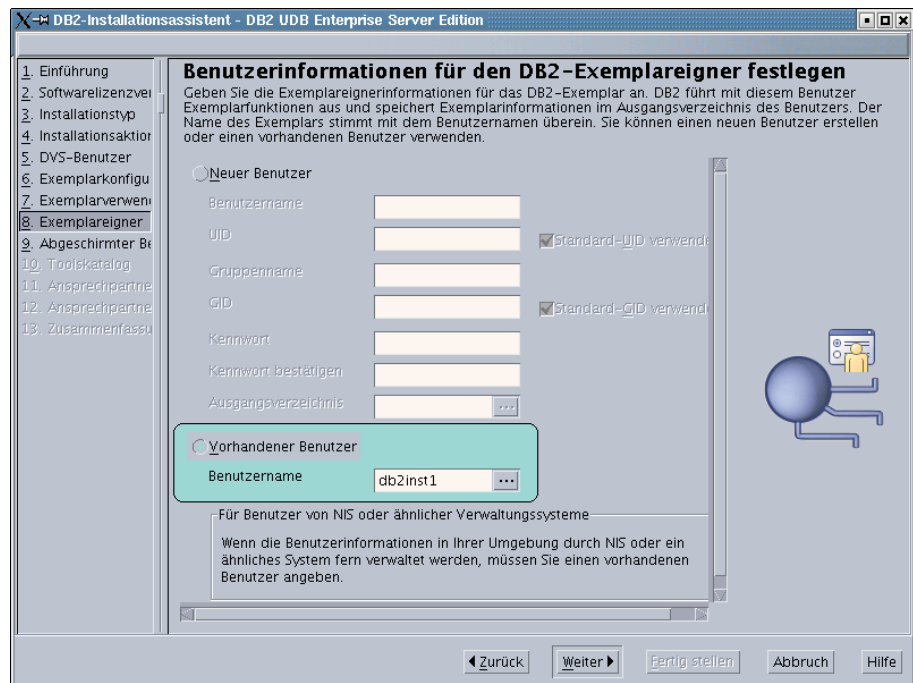 DB2-Installationsassistent - DB2 UDB Enterprise Server Edition
1. Einführung
2. Softwarelizenzvei
3. Installationstyp
4. Installationsaktior
5. DVS-Benutzer
6. Exemplarkonfigu
7. Exemplarverwen
8. Exemplareigner
9. Abgeschirmter Be
10. Toolskatalog
11. Ansprechpartne
12. Ansprechpartne
13. Zusammenfassu
Benutzerinformationen für den DB2-Exemplareigner festlegen
Geben Sie die Exemplareignerinformationen für das DB2-Exemplar an. DB2 führt mit diesem Benutzer
Exemplarfunktionen aus und speichert Exemplarinformationen im Ausgangsverzeichnis des Benutzers. Der
Name des Exemplars stimmt mit dem Benutzernamen überein. Sie können einen neuen Benutzer erstellen
oder einen vorhandenen Benutzer verwenden.
Neuer Benutzer
Benutzername
UID
Standard-UID verwende
Gruppenname
GID
Standard-GID verwende
Kennwort
Kennwort bestätigen
Ausgangsverzeichnis ...
Vorhandener Benutzer
Benutzername db2inst1 ...
Für Benutzer von NIS oder ähnlicher Verwaltungssysteme
Wenn die Benutzerinformationen in Ihrer Umgebung durch NIS oder ein
ähnliches System fern verwaltet werden, müssen Sie einen vorhandenen
Benutzer angeben.
Zurück Weiter Fertig stellen Abbruch Hilfe